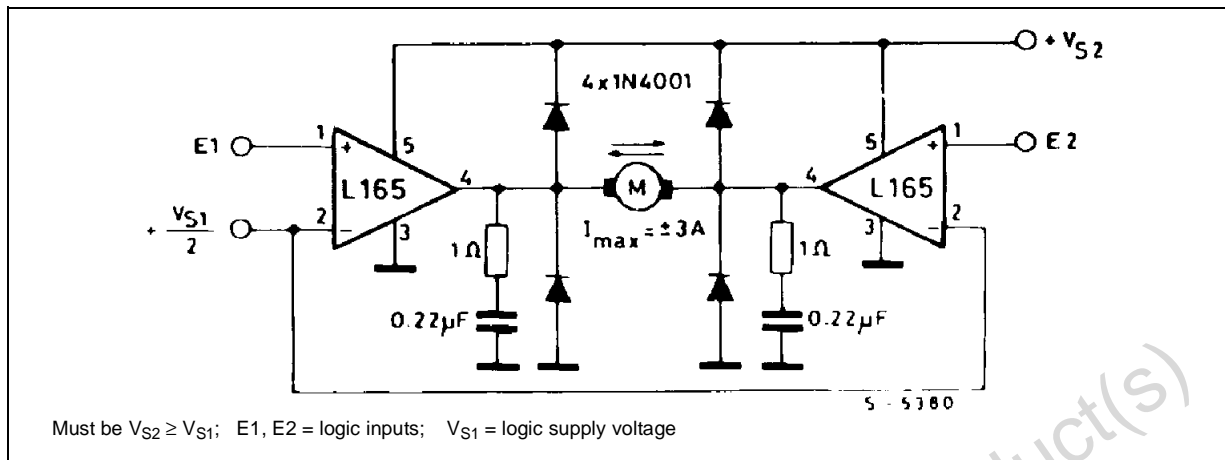 + VS2
4 x 1N4001
E1
1
+
5
L165
4
2
-
3
+ VS1/2
M
Imax = ±3A
1Ω
0.22µF
5
1
+
E2
4
L165
2
-
3
1Ω
0.22µF
S - 5780
Must be VS2 ≥ VS1; E1, E2 = logic inputs; VS1 = logic supply voltage
duct(s)